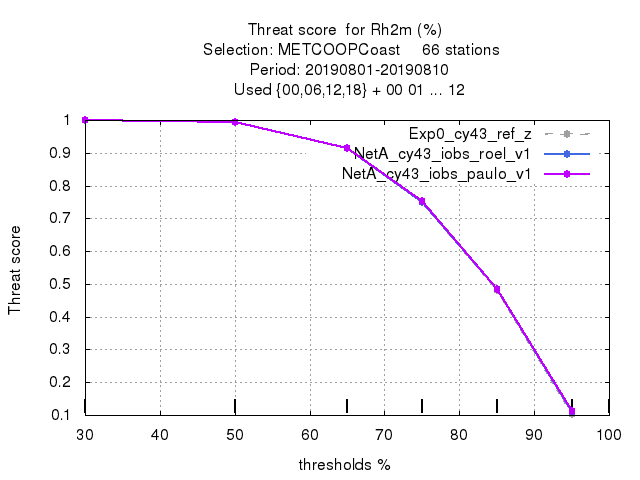 Threat score for Rh2m (%)
Selection: METCOOPCoast 66 stations
Period: 20190801-20190810
Used {00,06,12,18} + 00 01 ... 12
Exp0_cy43_ref_z
NetA_cy43_iobs_roel_v1
NetA_cy43_iobs_paulo_v1
1
0.9
0.8
0.7
0.6
0.5
0.4
0.3
0.2
0.1
Threat score
30 40 50 60 70 80 90 100
thresholds %